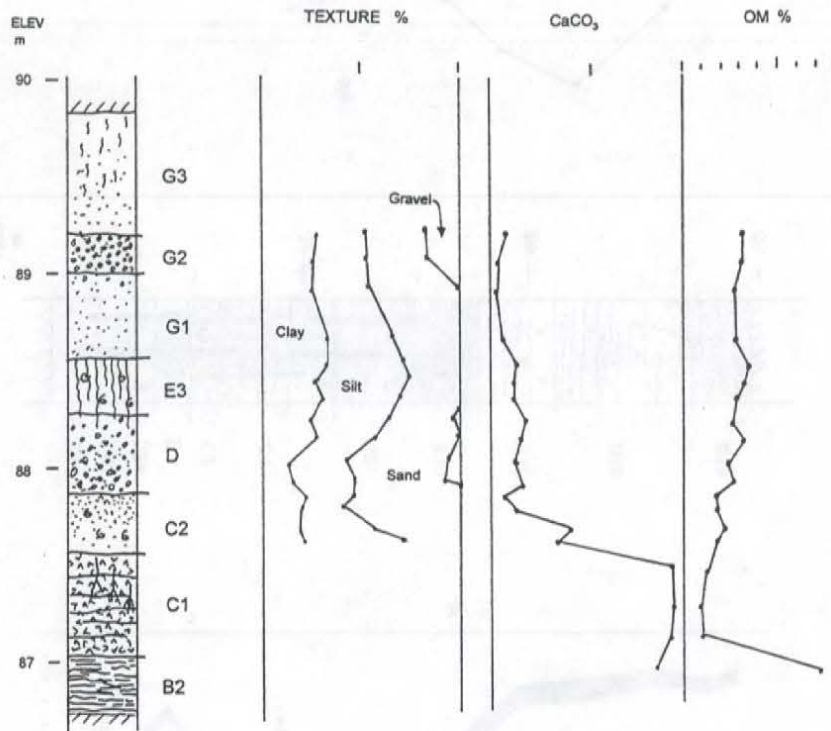 ELEV
m
TEXTURE %
CaCO₃
OM %
90
G3
Gravel
G2
89
G1
Clay
E3
Silt
D
88
Sand
C2
C1
87
B2